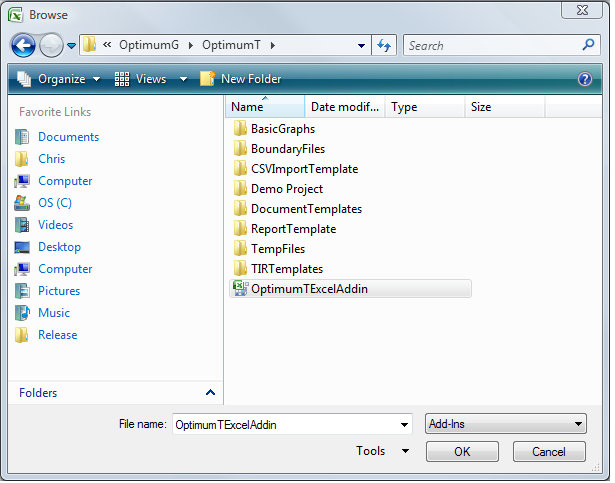 Browse
OptimumG OptimumT Search
Organize Views New Folder
Favorite Links
Documents
Chris
Computer
OS (C)
Videos
Desktop
Computer
Pictures
Music
Release
Folders
Name Date modif... Type Size
BasicGraphs
BoundaryFiles
CSVImportTemplate
Demo Project
DocumentTemplates
ReportTemplate
TempFiles
TIRTemplates
OptimumTExcelAddin
File name: OptimumTExcelAddin Add-Ins
Tools OK Cancel